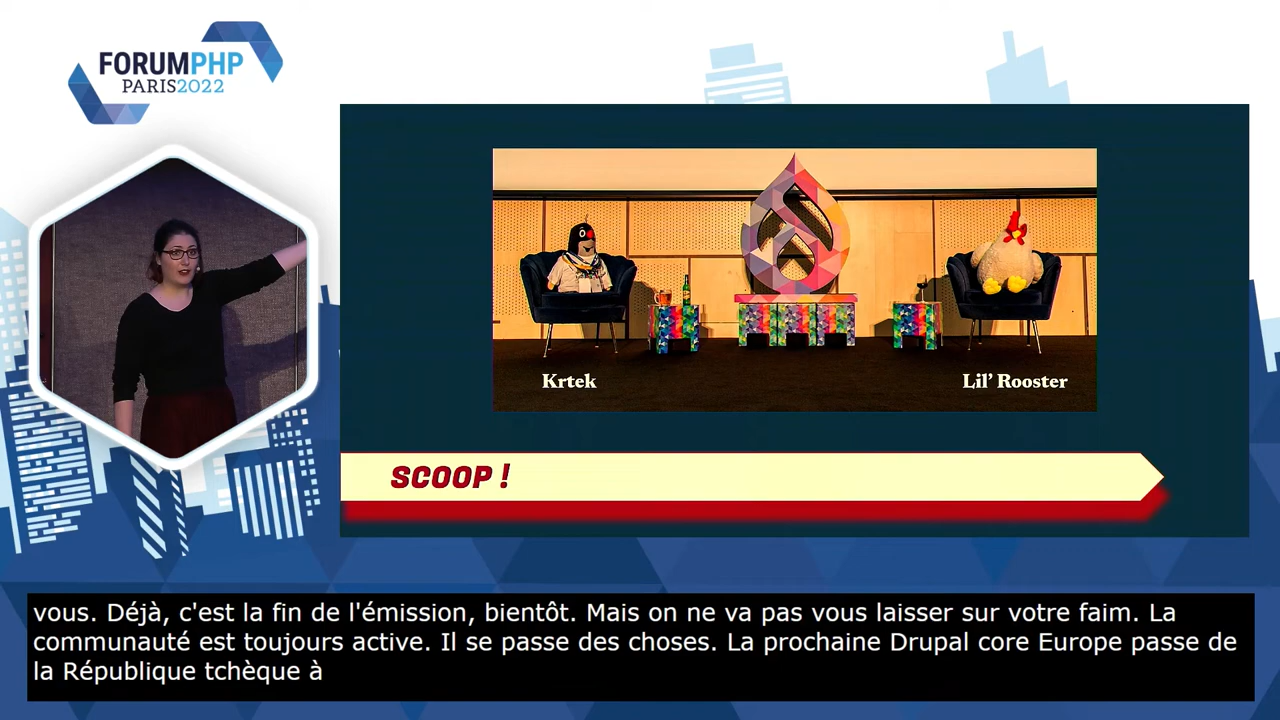 FORUMPHP
PARIS2022
Krtek
Lil’ Rooster
SCOOP !
vous. Déjà, c'est la fin de l'émission, bientôt. Mais on ne va pas vous laisser sur votre faim. La
communauté est toujours active. Il se passe des choses. La prochaine Drupal core Europe passe de
la République tchèque à